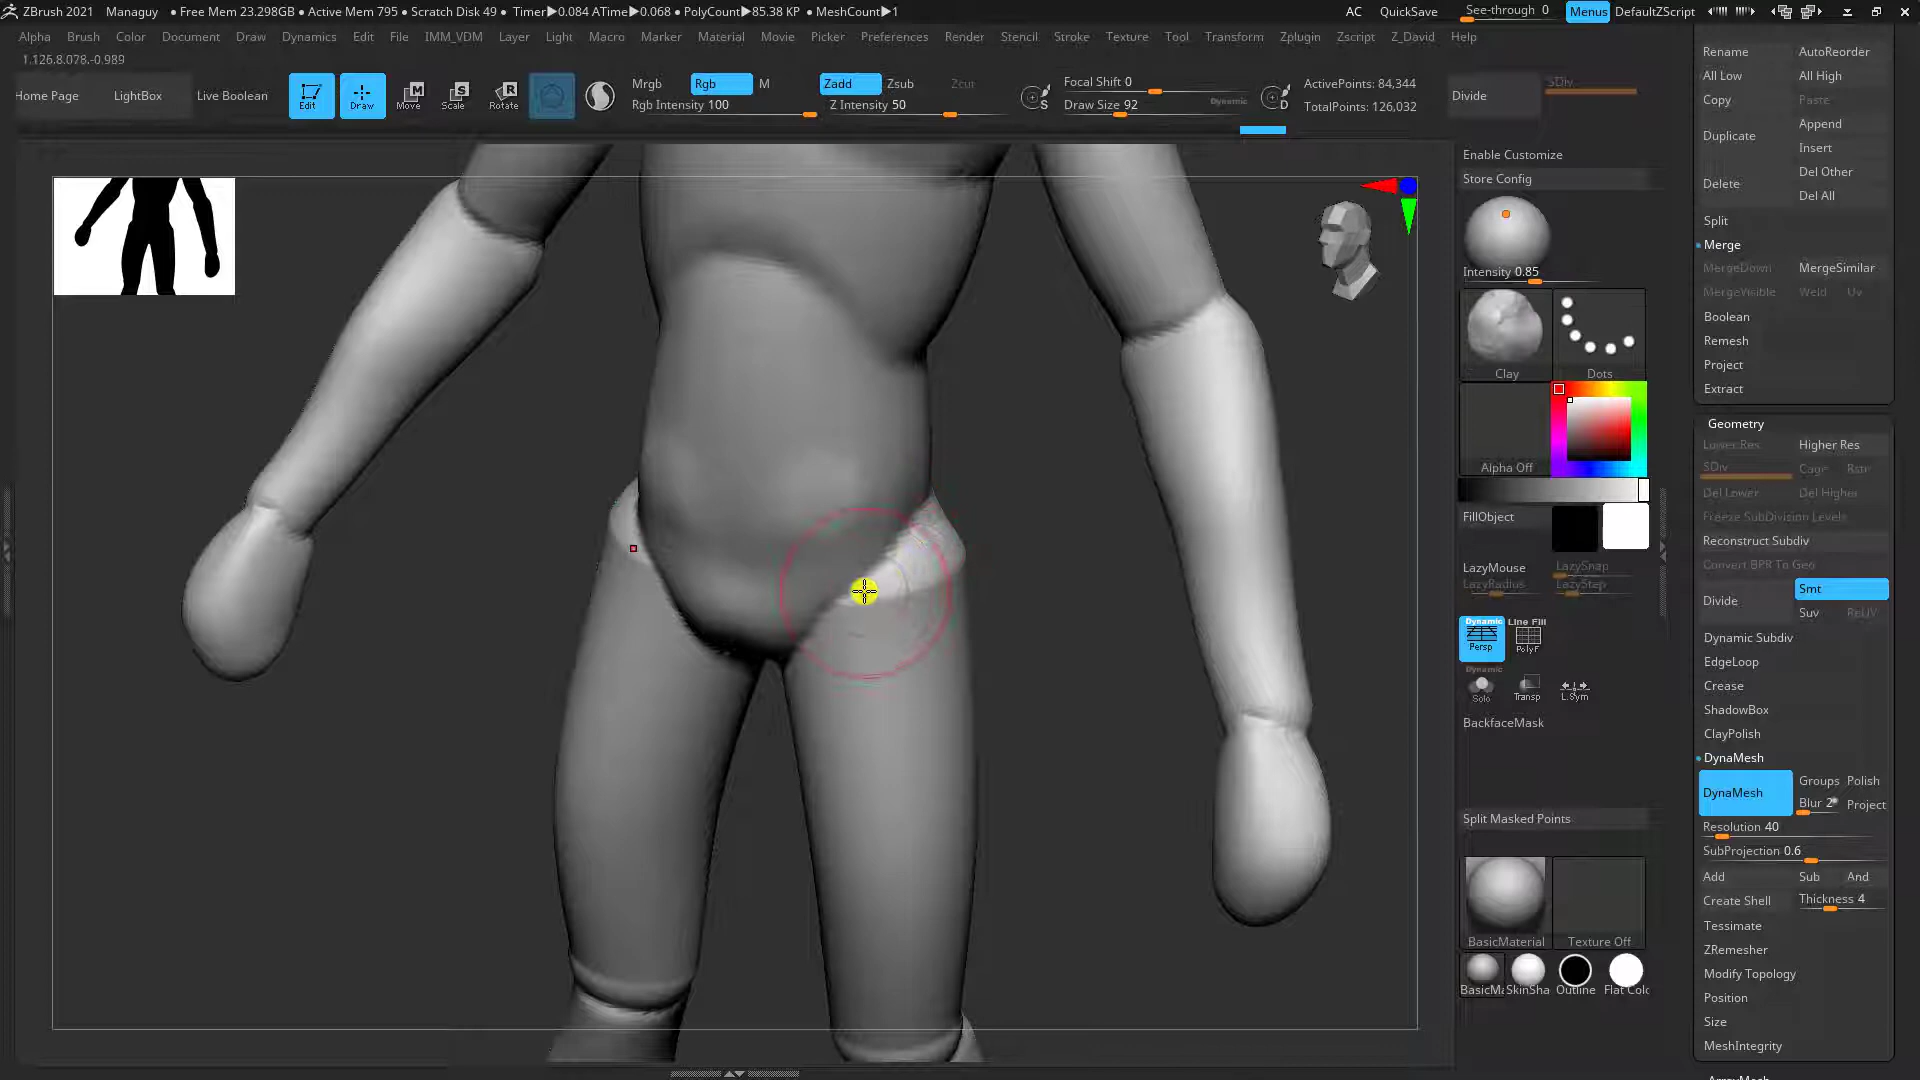 ZBrush 2021 Managuy ● Free Mem 23.298GB ● Active Mem 795 ● Scratch Disk 49 ● Timer▶0.084 ATime▶0.068 ● PolyCount▶85.38 KP ● MeshCount▶1 AC QuickSave See-through 0 Menus DefaultZScript
Alpha Brush Color Document Draw Dynamics Edit File IMM_VDM Layer Light Macro Marker Material Movie Picker Preferences Render Stencil Stroke Texture Tool Transform Zplugin Zscript Z_David Help
1.126,8.078,-0.989
Home Page LightBox Live Boolean
Edit Draw Move Scale Rotate
M S R
Mrgb Rgb M Zadd Zsub Zcut
Rgb Intensity 100 Z Intensity 50
Focal Shift 0
Draw Size 92 Dynamic
S D
ActivePoints: 84,344
TotalPoints: 126,032
Divide SDiv
Enable Customize
Store Config
Intensity 0.85
Clay Dots
Alpha Off
FillObject
LazyMouse LazySnap
LazyRadius LazyStep
Dynamic Line Fill
Persp PolyF
Dynamic
Solo Transp L.Sym
BackfaceMask
Split Masked Points
BasicMaterial Texture Off
BasicMa SkinSha Outline Flat Colo
Rename AutoReorder
All Low All High
Copy Paste
Duplicate Append
Insert
Delete Del Other
Del All
Split
Merge
MergeDown MergeSimilar
MergeVisible Weld Uv
Boolean
Remesh
Project
Extract
Geometry
Lower Res Higher Res
SDiv Cage Rstr
Del Lower Del Higher
Freeze SubDivision Levels
Reconstruct Subdiv
Convert BPR To Geo
Divide Smt
Suv ReUV
Dynamic Subdiv
EdgeLoop
Crease
ShadowBox
ClayPolish
DynaMesh
DynaMesh Groups Polish
Blur 2 Project
Resolution 40
SubProjection 0.6
Add Sub And
Create Shell Thickness 4
Tessimate
ZRemesher
Modify Topology
Position
Size
MeshIntegrity